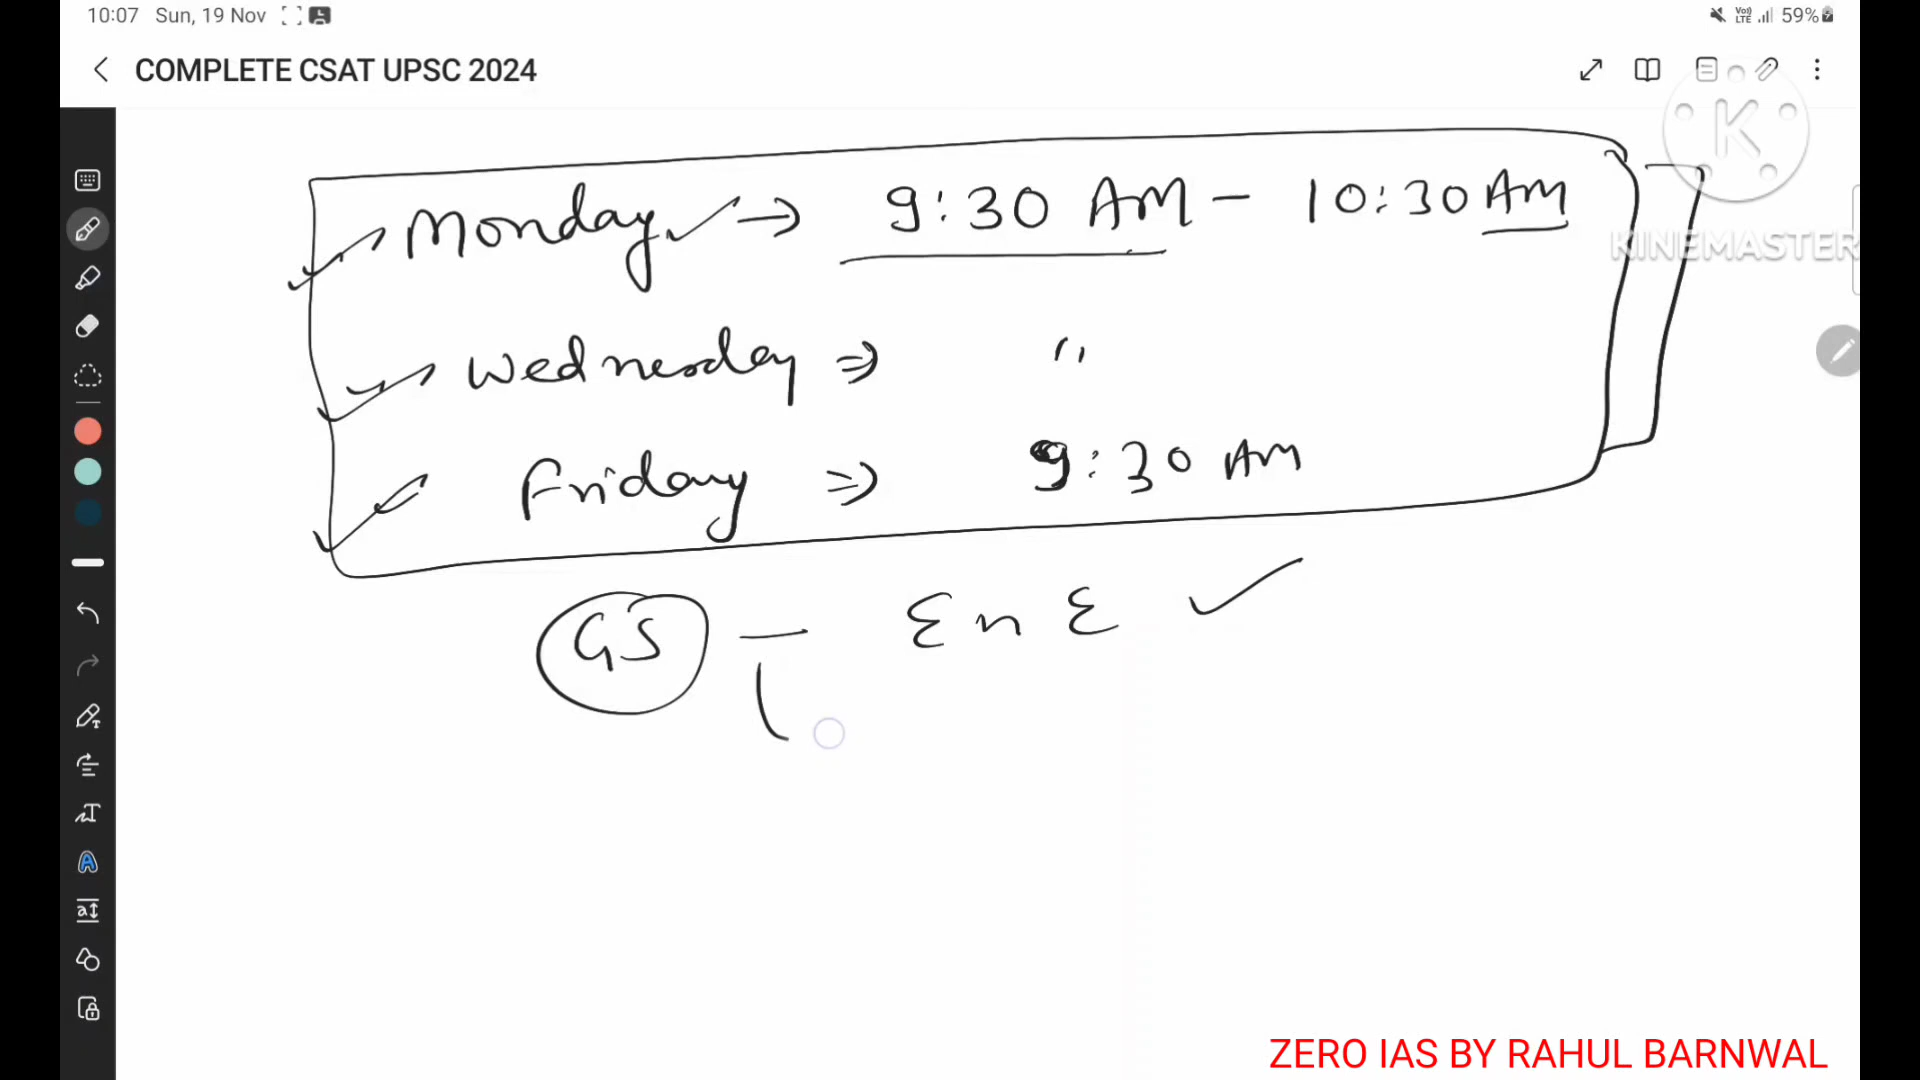 10:07 Sun, 19 Nov 59%
COMPLETE CSAT UPSC 2024
K
KINEMASTER
Monday → 9:30 AM - 10:30 AM
Wednesday ⇒ "
Friday ⇒ 9:30 AM
GS - EnE ✓
ZERO IAS BY RAHUL BARNWAL